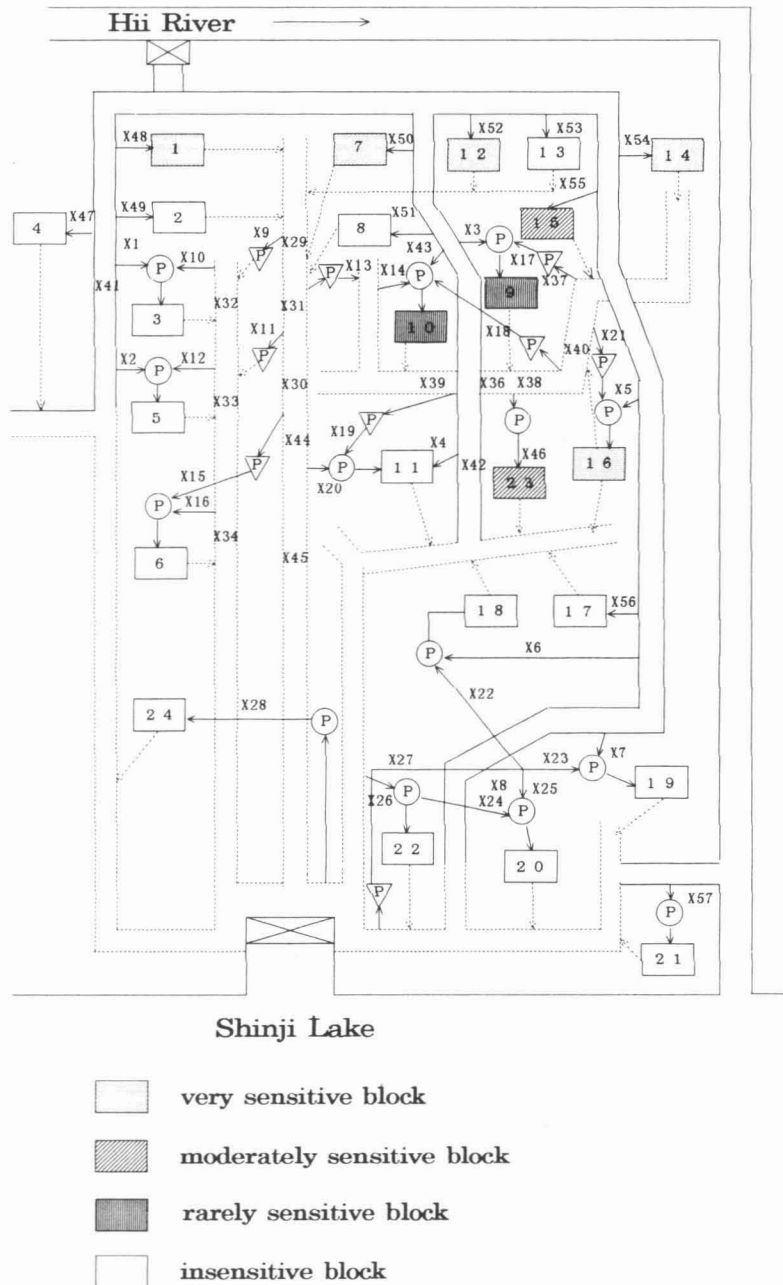 Hii River
X48
1
7
X50
X52
X53
1 2
1 3
X54
1 4
X49
2
X55
4
X47
X9
X29
8
X51
X3
1 5
X1
P
X10
X41
P
X43
P
X17
P
X37
P
X13
X14
P
3
X32
X31
9
X11
1 0
X18
P
X40
X21
P
X2
P
X12
P
X30
X39
X36
X38
X5
P
5
X33
P
P
X44
X19
X4
X46
1 6
X15
P
P
X20
1 1
X42
2 3
P
X16
X34
6
X45
1 8
1 7
X56
P
X6
X22
2 4
X28
P
X27
X23
X7
P
1 9
X26
P
X8
X24
X25
P
2 2
2 0
P
X57
P
2 1
Shinji Lake
very sensitive block
moderately sensitive block
rarely sensitive block
insensitive block